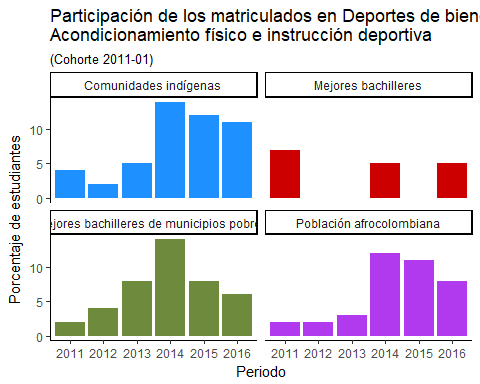 Participación de los matriculados en Deportes de bien
Acondicionamiento físico e instrucción deportiva
(Cohorte 2011-01)
Comunidades indígenas
Mejores bachilleres
10
5
0
jores bachilleres de municipios pobre
Población afrocolombiana
10
5
0
2011 2012 2013 2014 2015 2016
2011 2012 2013 2014 2015 2016
Porcentaje de estudiantes
Periodo